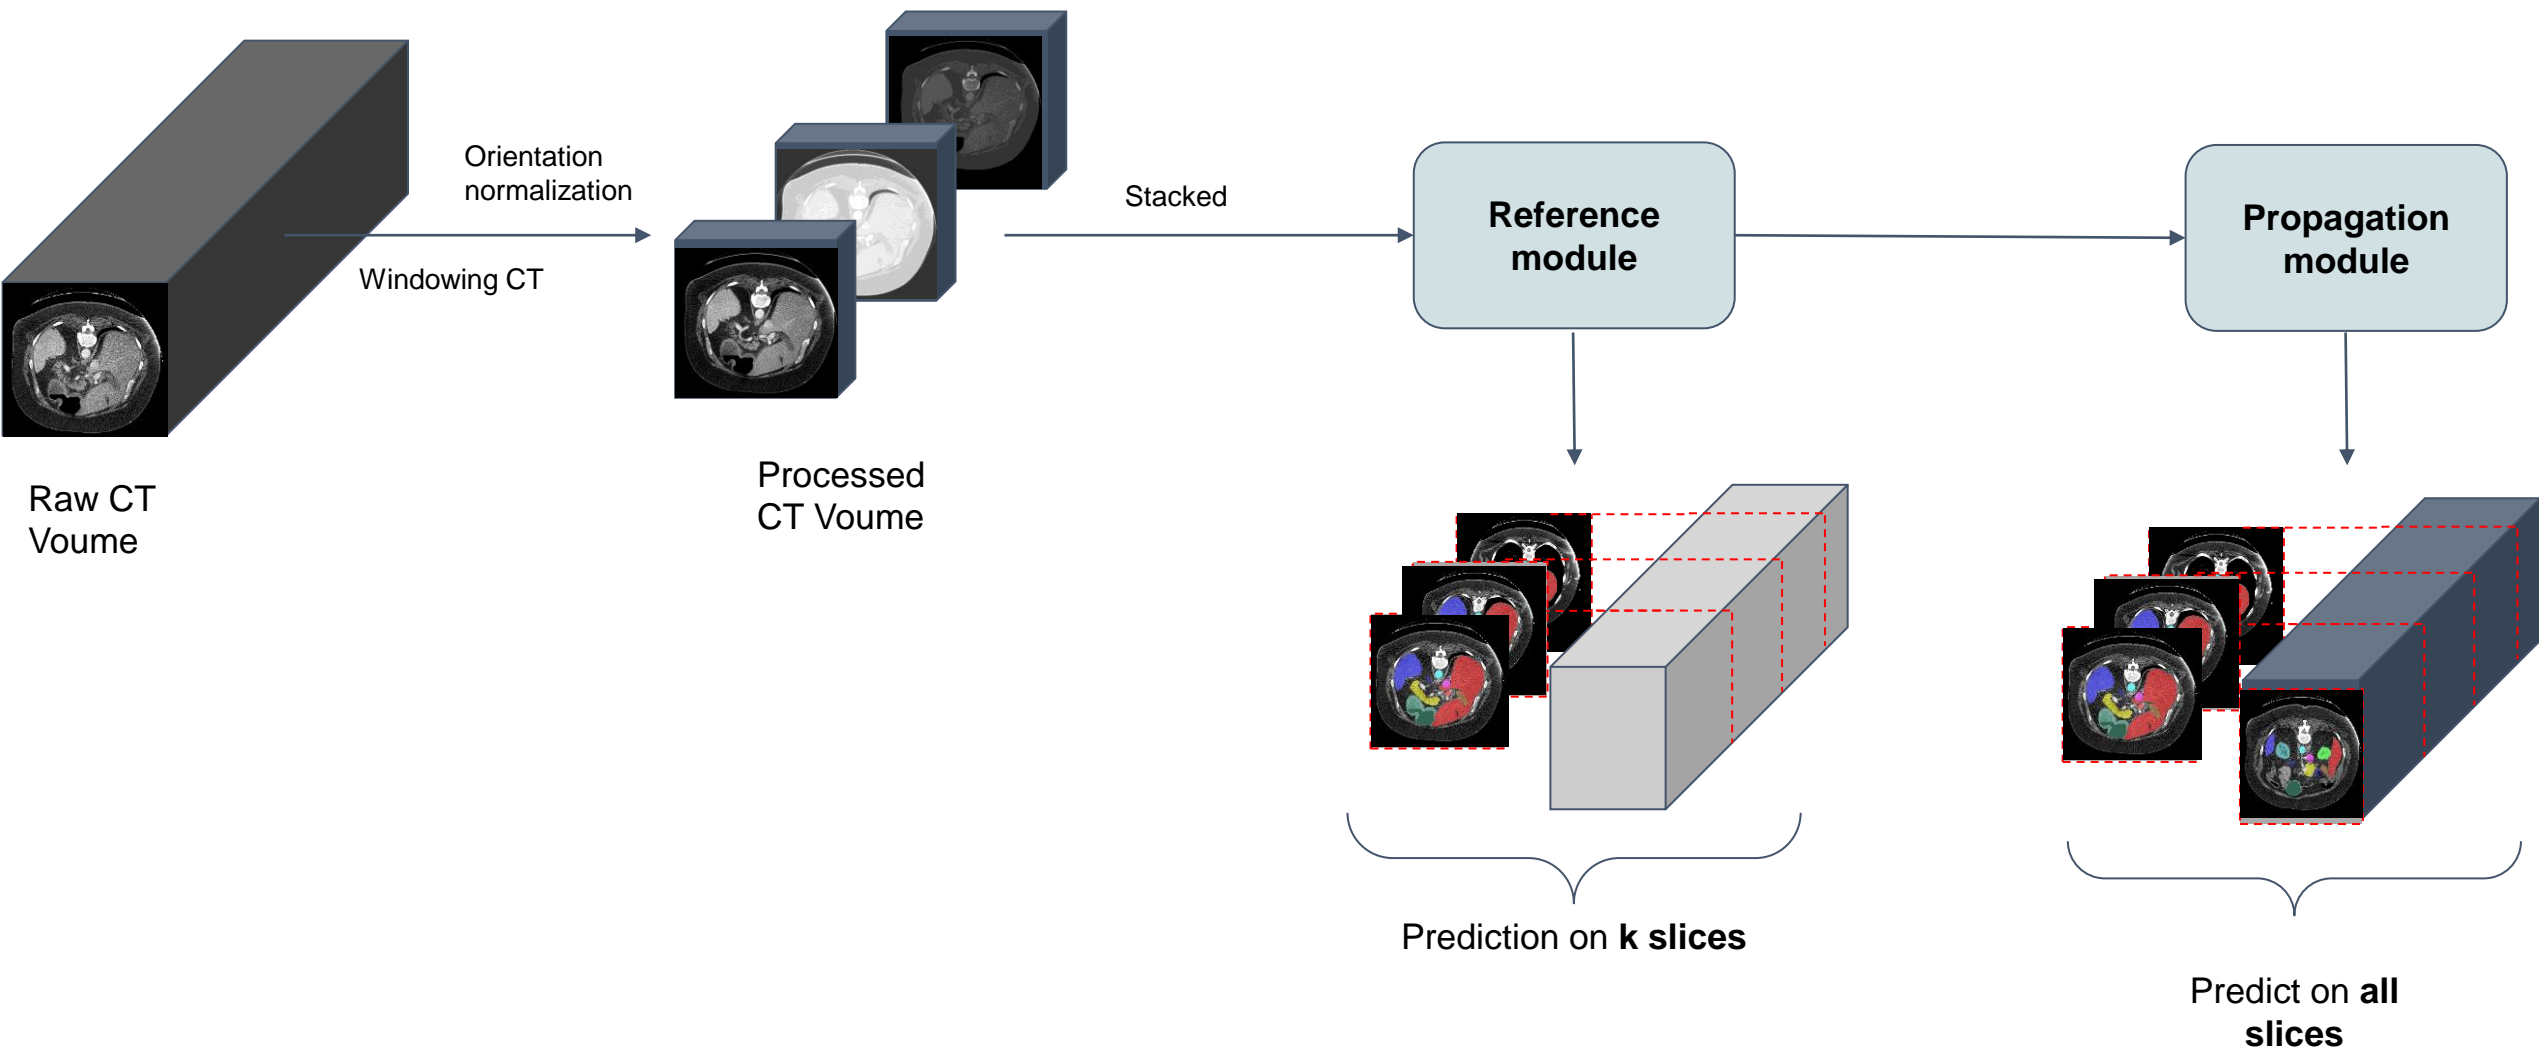 Raw CT
Voume
Orientation
normalization
Windowing CT
Processed
CT Voume
Stacked
Reference
module
Propagation
module
Prediction on k slices
Predict on all
slices